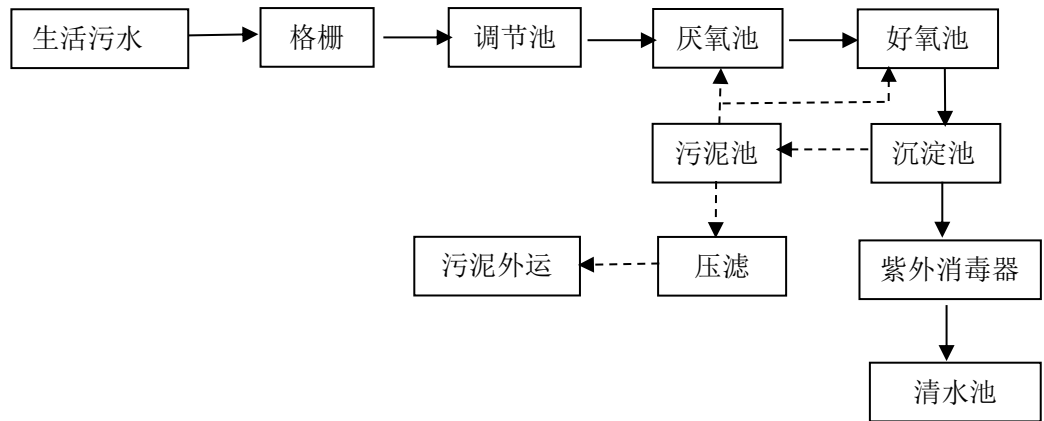 生活污水
格栅
调节池
厌氧池
好氧池
污泥池
沉淀池
污泥外运
压滤
紫外消毒器
清水池